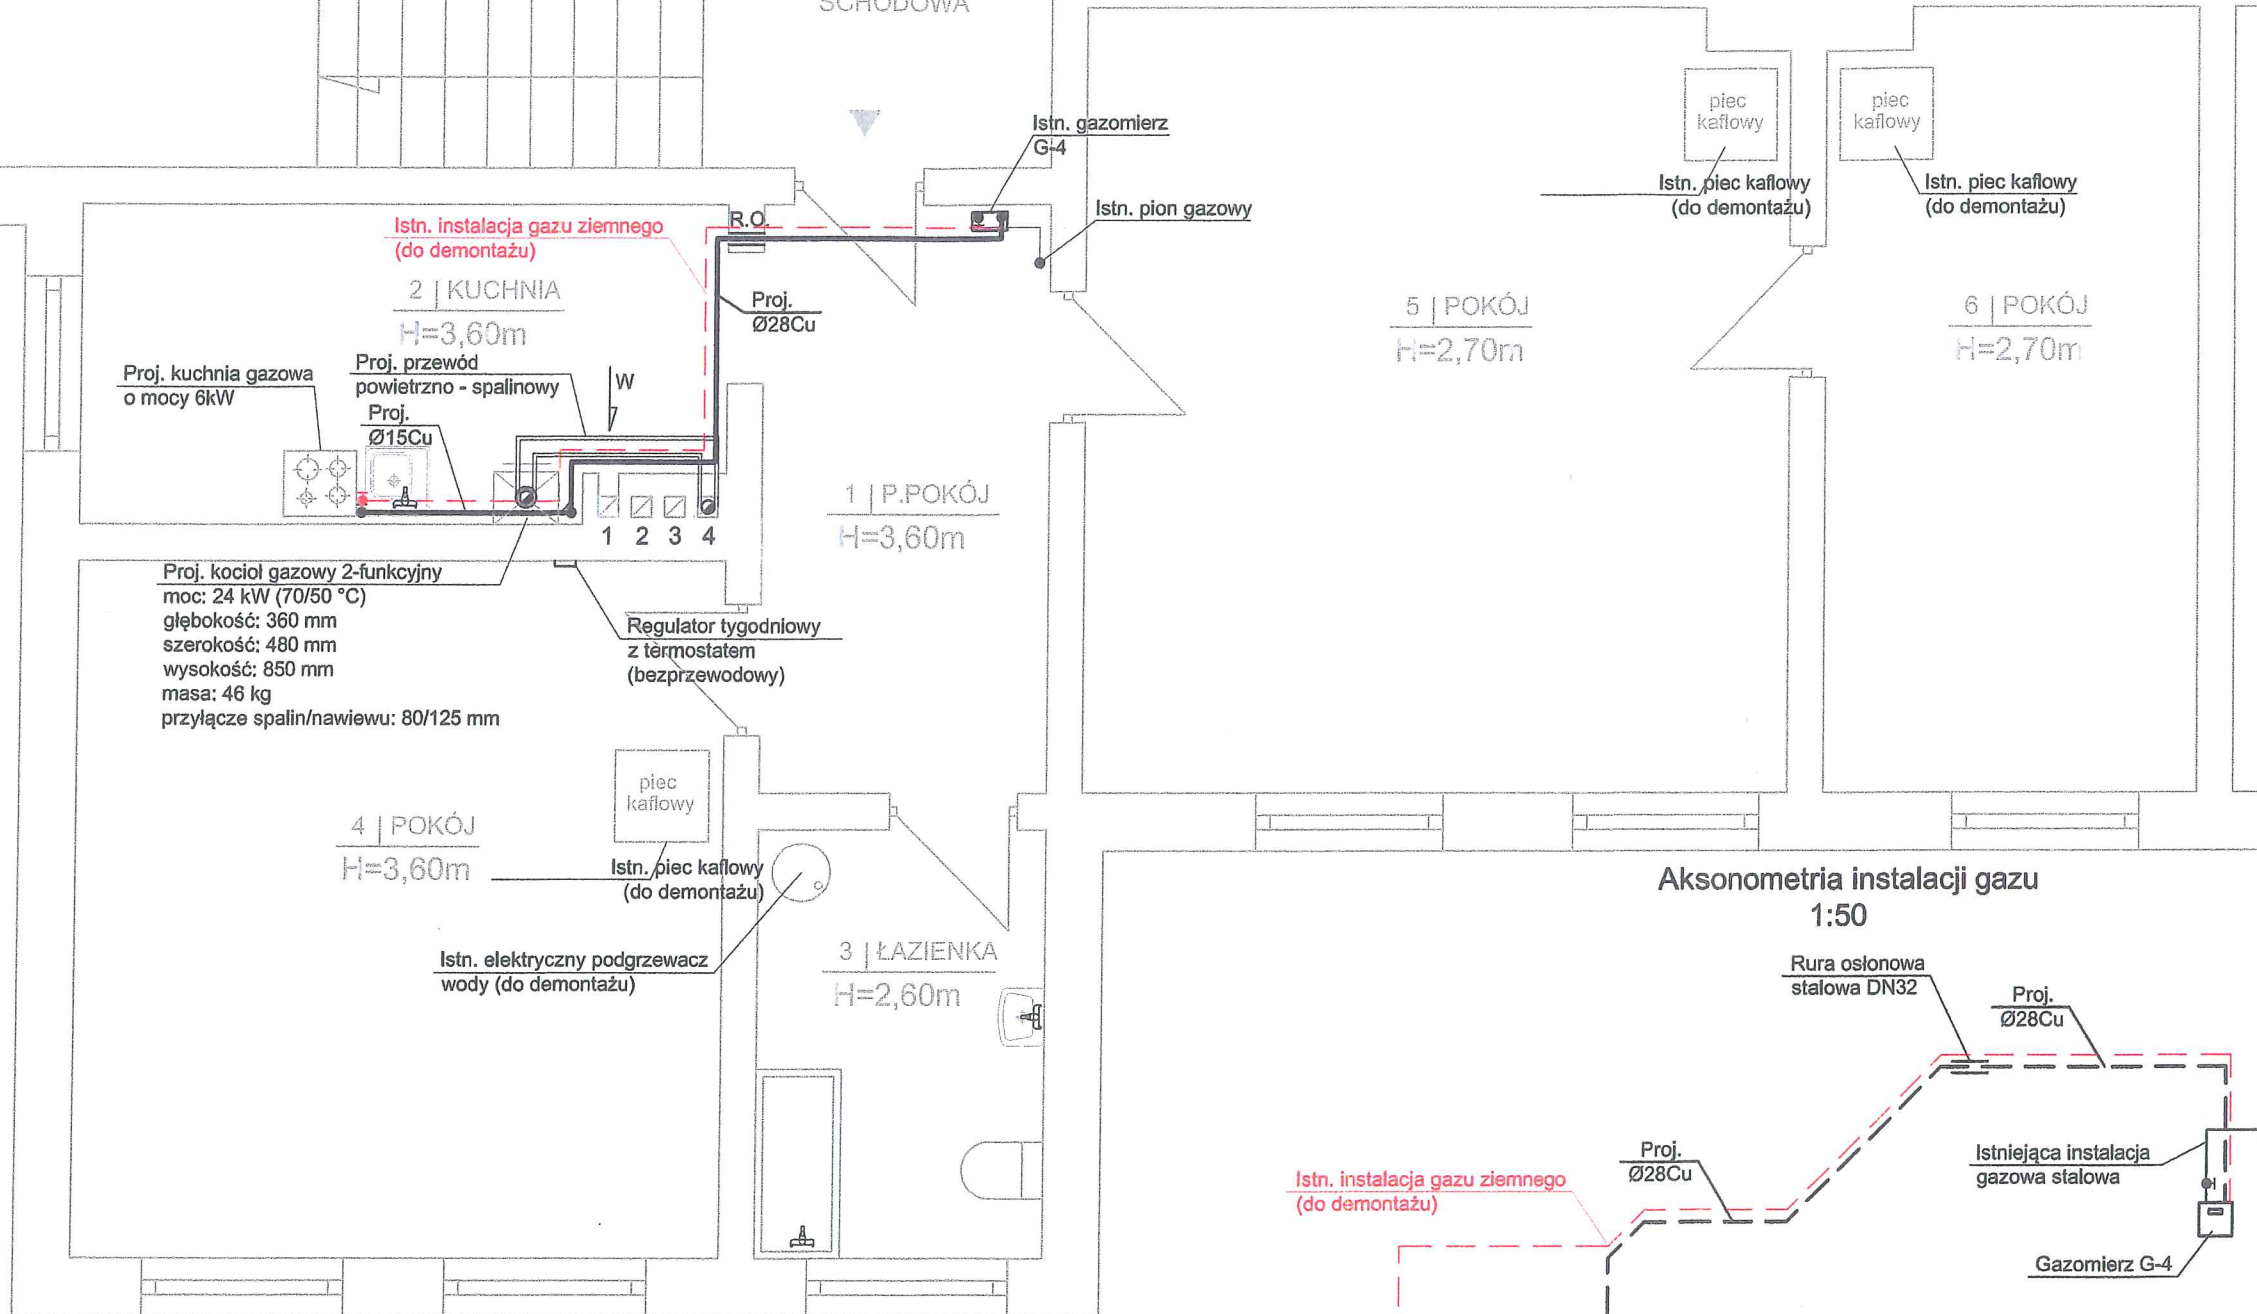 SCHODOWA
Istn. gazomierz
G-4
piec
kaflowy
piec
kaflowy
Istn. piec kaflowy
(do demontażu)
Istn. piec kaflowy
(do demontażu)
Istn. pion gazowy
R.O.
Istn. instalacja gazu ziemnego
(do demontażu)
2 | KUCHNIA
H=3,60m
Proj.
Ø28Cu
5 | POKÓJ
H=2,70m
6 | POKÓJ
H=2,70m
Proj. kuchnia gazowa
o mocy 6kW
Proj. przewód
powietrzno - spalinowy
W
Proj.
Ø15Cu
1 2 3 4
1 | P.POKÓJ
H=3,60m
Proj. kocioł gazowy 2-funkcyjny
moc: 24 kW (70/50 °C)
głębokość: 360 mm
szerokość: 480 mm
wysokość: 850 mm
masa: 46 kg
przyłącze spalin/nawiewu: 80/125 mm
Regulator tygodniowy
z termostatem
(bezprzewodowy)
piec
kaflowy
4 | POKÓJ
H=3,60m
Istn. piec kaflowy
(do demontażu)
Istn. elektryczny podgrzewacz
wody (do demontażu)
3 | ŁAZIENKA
H=2,60m
Aksonometria instalacji gazu
1:50
Rura osłonowa
stalowa DN32
Proj.
Ø28Cu
Proj.
Ø28Cu
Istn. instalacja gazu ziemnego
(do demontażu)
Istniejąca instalacja
gazowa stalowa
Gazomierz G-4